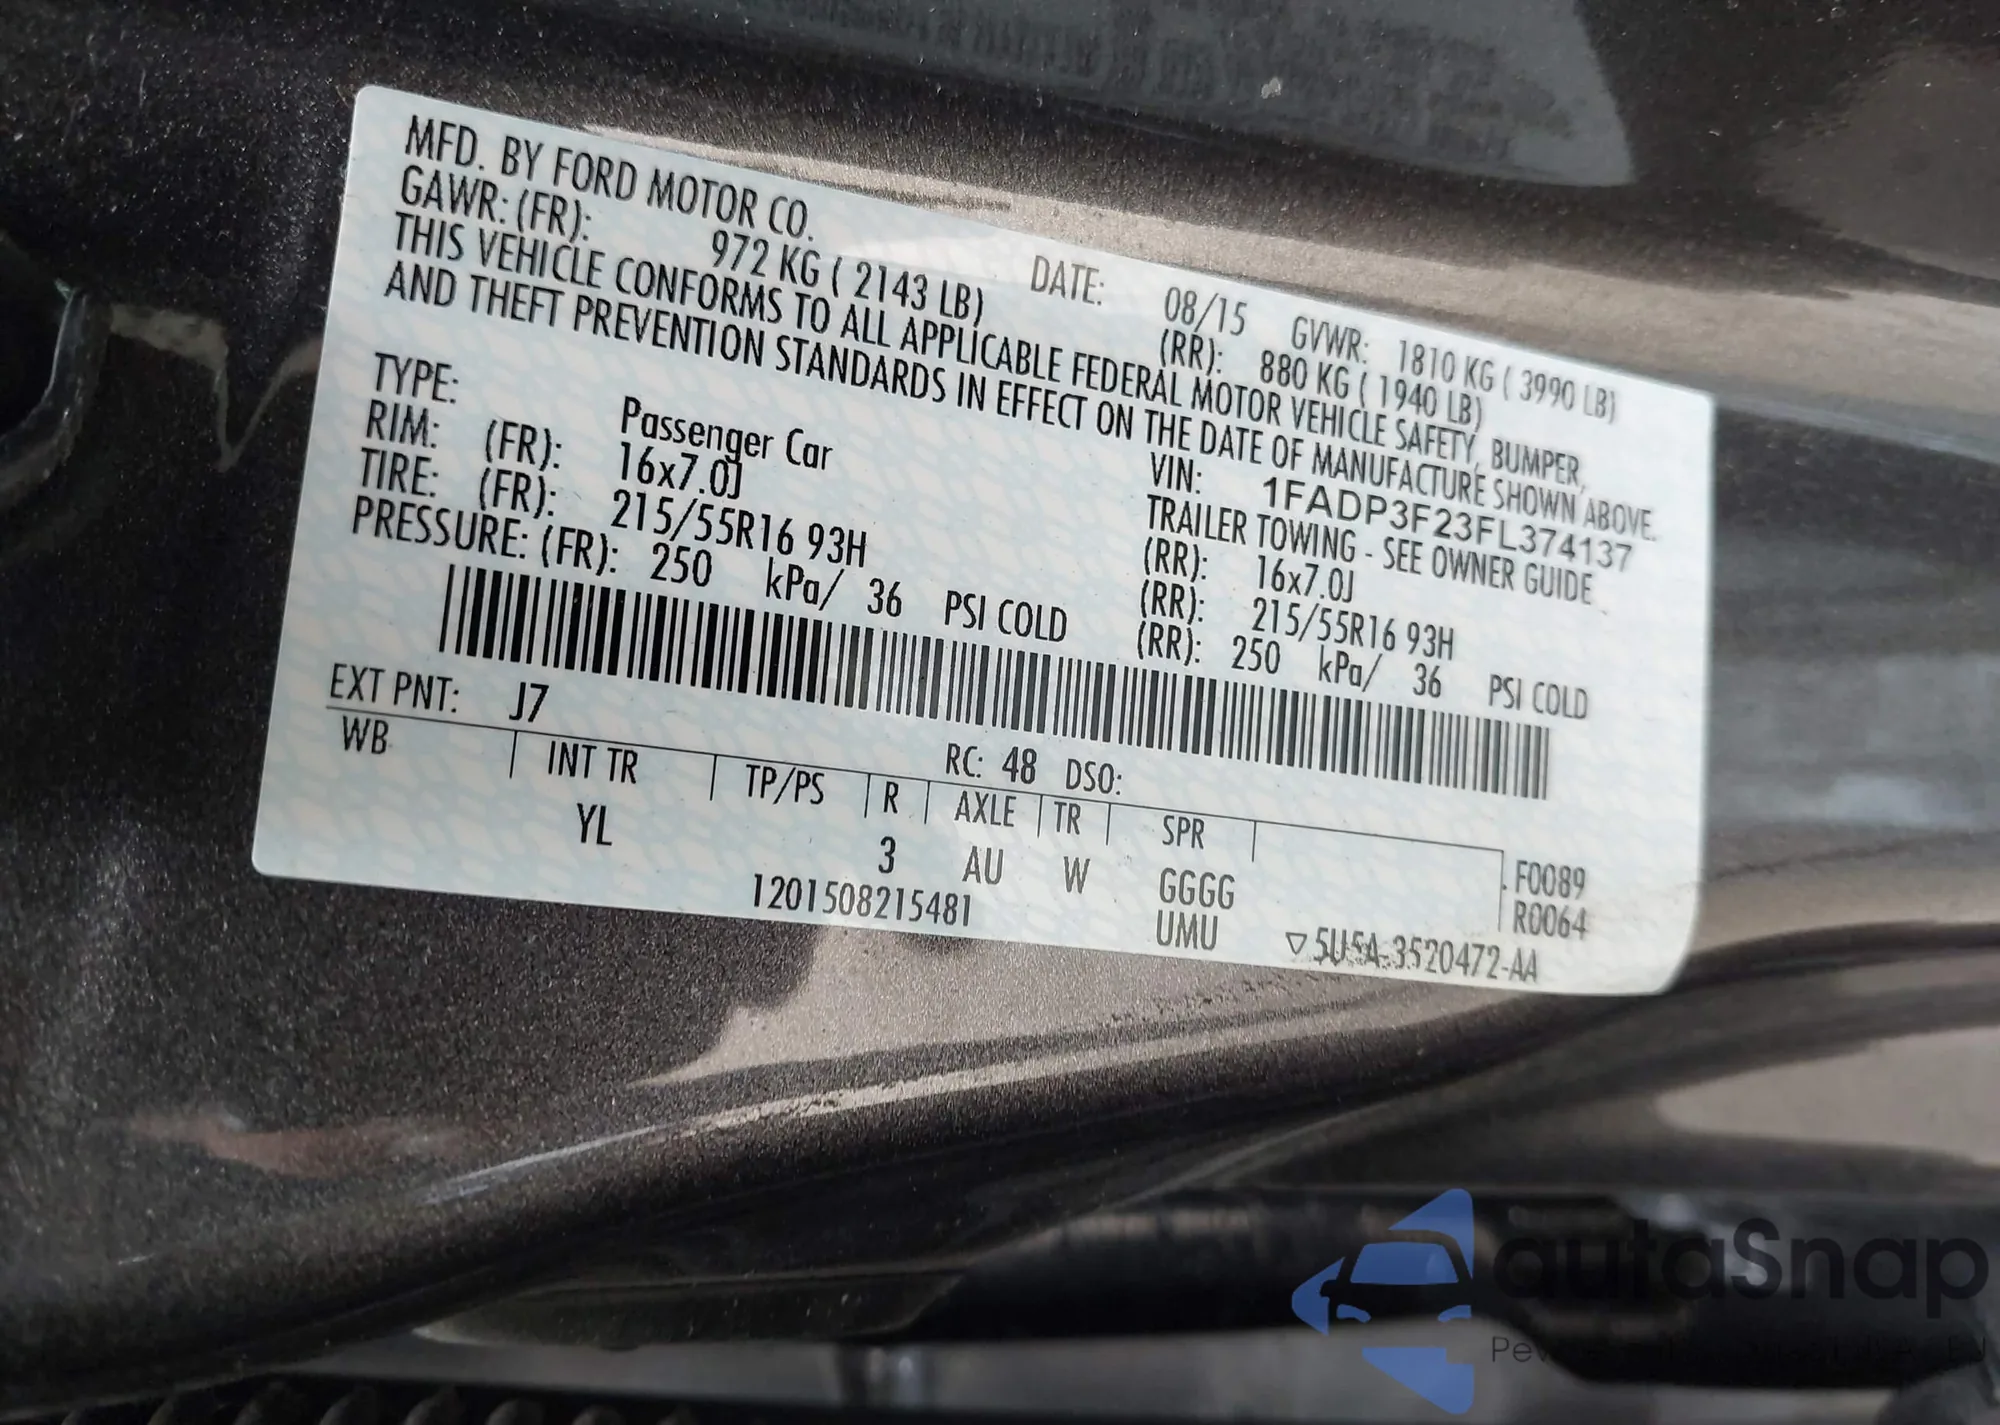 MFD. BY FORD MOTOR CO. DATE: 08/15 GVWR: 1810 KG ( 3990 LB)
GAWR: (FR): 972 KG ( 2143 LB) (RR): 880 KG ( 1940 LB)
THIS VEHICLE CONFORMS TO ALL APPLICABLE FEDERAL MOTOR VEHICLE SAFETY, BUMPER,
AND THEFT PREVENTION STANDARDS IN EFFECT ON THE DATE OF MANUFACTURE SHOWN ABOVE.
VIN: 1FADP3F23FL374137
TYPE: Passenger Car TRAILER TOWING - SEE OWNER GUIDE
RIM: (FR): 16x7.0J (RR): 16x7.0J
TIRE: (FR): 215/55R16 93H (RR): 215/55R16 93H
PRESSURE: (FR): 250 kPa/ 36 PSI COLD (RR): 250 kPa/ 36 PSI COLD
EXT PNT: J7 RC: 48 DSO:
WB INT TR TP/PS R AXLE TR SPR F0089
YL 3 AU W GGGG R0064
1201508215481 UMU ▽5U5A-3520472-AA
autaSnap